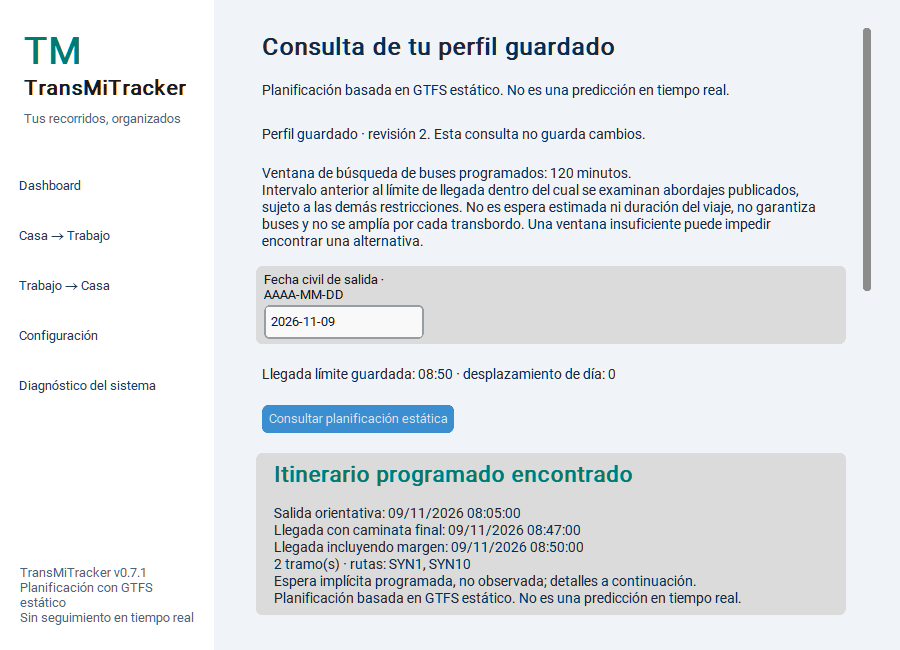 TM
TransMiTracker
Tus recorridos, organizados
Dashboard
Casa → Trabajo
Trabajo → Casa
Configuración
Diagnóstico del sistema
TransMiTracker v0.7.1
Planificación con GTFS
estático
Sin seguimiento en tiempo real
Consulta de tu perfil guardado
Planificación basada en GTFS estático. No es una predicción en tiempo real.
Perfil guardado · revisión 2. Esta consulta no guarda cambios.
Ventana de búsqueda de buses programados: 120 minutos.
Intervalo anterior al límite de llegada dentro del cual se examinan abordajes publicados,
sujeto a las demás restricciones. No es espera estimada ni duración del viaje, no garantiza
buses y no se amplía por cada transbordo. Una ventana insuficiente puede impedir
encontrar una alternativa.
Fecha civil de salida ·
AAAA-MM-DD
2026-11-09
Llegada límite guardada: 08:50 · desplazamiento de día: 0
Consultar planificación estática
Itinerario programado encontrado
Salida orientativa: 09/11/2026 08:05:00
Llegada con caminata final: 09/11/2026 08:47:00
Llegada incluyendo margen: 09/11/2026 08:50:00
2 tramo(s) · rutas: SYN1, SYN10
Espera implícita programada, no observada; detalles a continuación.
Planificación basada en GTFS estático. No es una predicción en tiempo real.